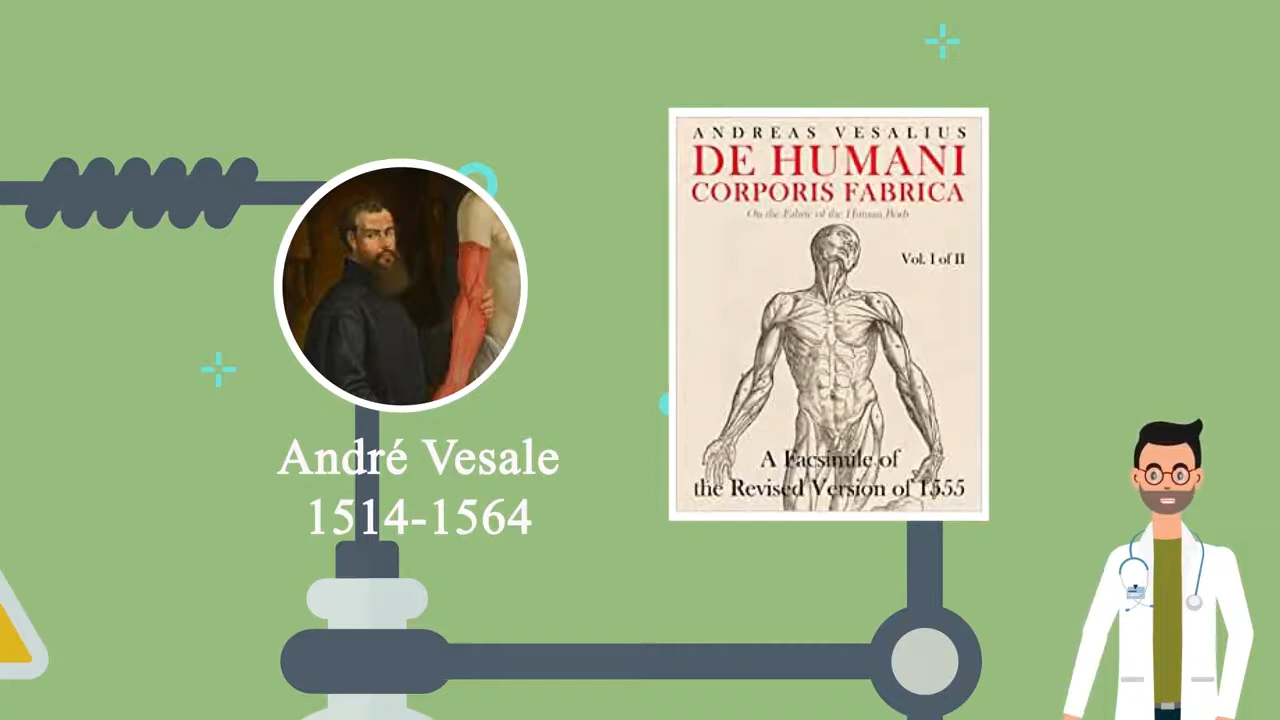 André Vesale
1514-1564
ANDREAS VESALIUS
DE HUMANI
CORPORIS FABRICA
On the Fabric of the Human Body
Vol. I of II
A Facsimile of
the Revised Version of 1555